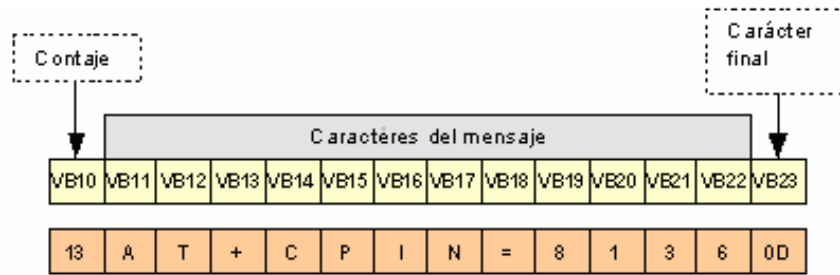 Contaje
Carácter
final
Caractéres del mensaje
VB10 VB11 VB12 VB13 VB14 VB15 VB16 VB17 VB18 VB19 VB20 VB21 VB22 VB23
13 A T + C P I N = 8 1 3 6 0D